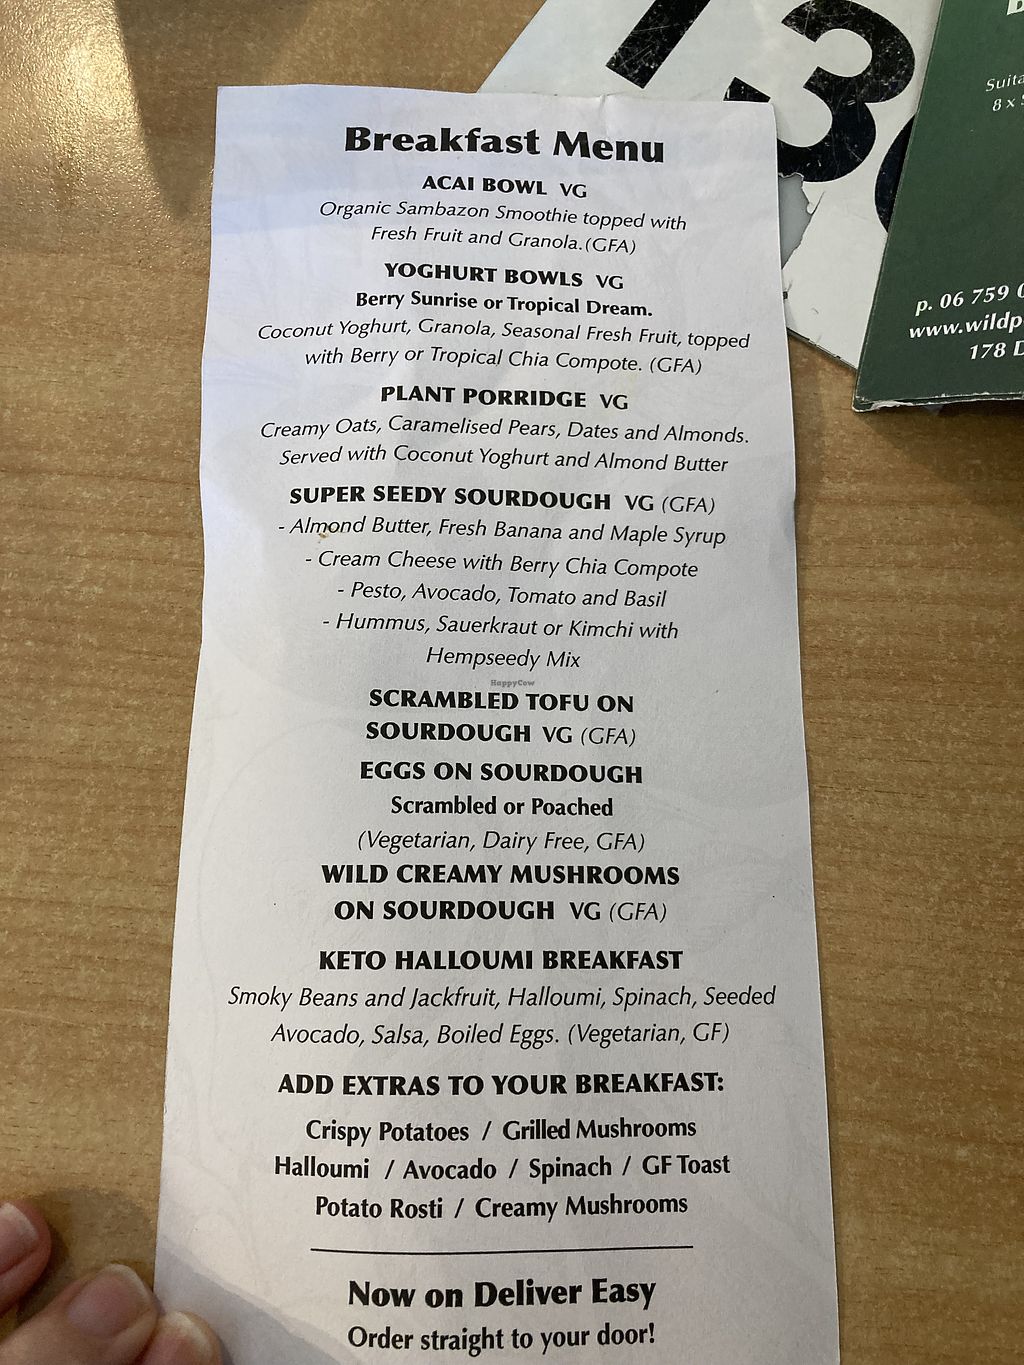 Breakfast Menu
ACAI BOWL VG
Organic Sambazon Smoothie topped with
Fresh Fruit and Granola.(GFA)
YOGHURT BOWLS VG
Berry Sunrise or Tropical Dream.
Coconut Yoghurt, Granola, Seasonal Fresh Fruit, topped
with Berry or Tropical Chia Compote. (GFA)
PLANT PORRIDGE VG
Creamy Oats, Caramelised Pears, Dates and Almonds.
Served with Coconut Yoghurt and Almond Butter
SUPER SEEDY SOURDOUGH VG (GFA)
- Almond Butter, Fresh Banana and Maple Syrup
- Cream Cheese with Berry Chia Compote
- Pesto, Avocado, Tomato and Basil
- Hummus, Sauerkraut or Kimchi with
Hempseedy Mix
HappyCow
SCRAMBLED TOFU ON
SOURDOUGH VG (GFA)
EGGS ON SOURDOUGH
Scrambled or Poached
(Vegetarian, Dairy Free, GFA)
WILD CREAMY MUSHROOMS
ON SOURDOUGH VG (GFA)
KETO HALLOUMI BREAKFAST
Smoky Beans and Jackfruit, Halloumi, Spinach, Seeded
Avocado, Salsa, Boiled Eggs. (Vegetarian, GF)
ADD EXTRAS TO YOUR BREAKFAST:
Crispy Potatoes / Grilled Mushrooms
Halloumi / Avocado / Spinach / GF Toast
Potato Rosti / Creamy Mushrooms
Now on Deliver Easy
Order straight to your door!
3
8 x
p. 06 759
www.wildp
178